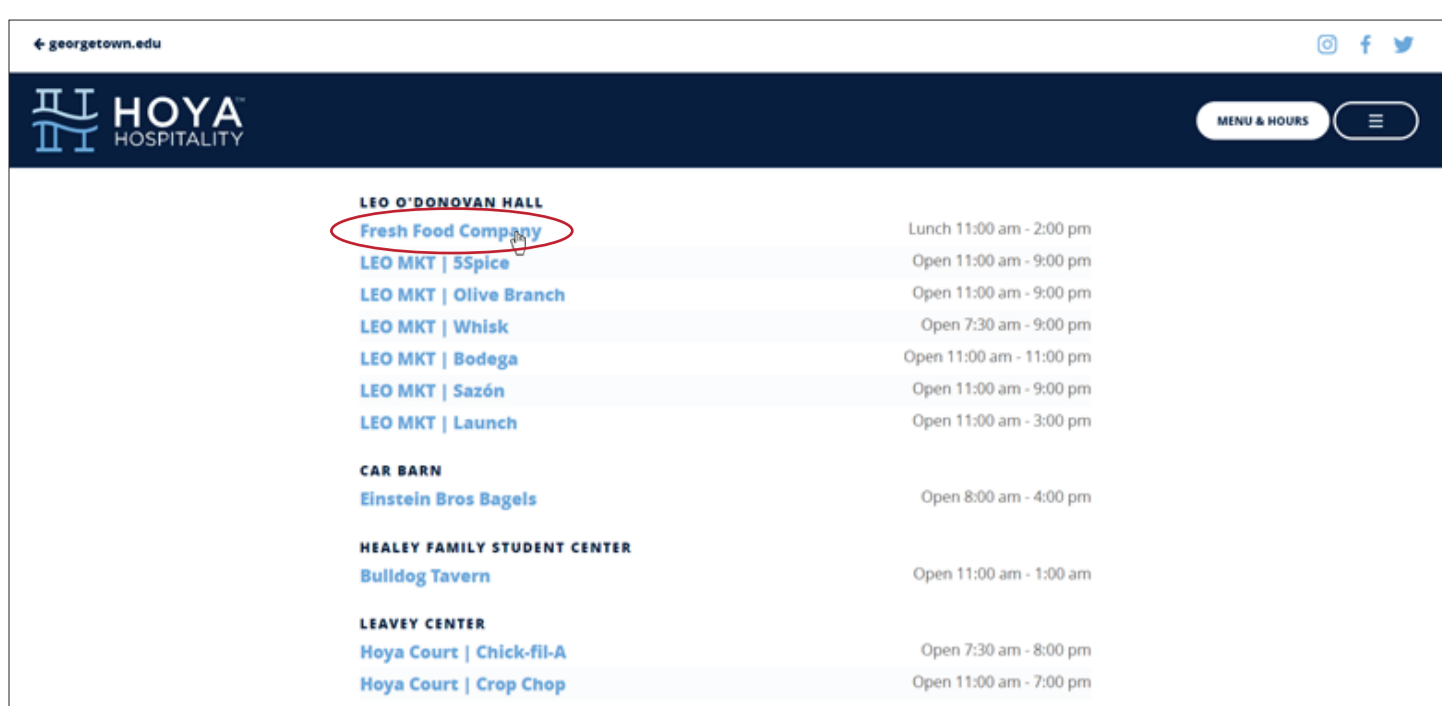 georgetown.edu
HOYA™
HOSPITALITY
MENU & HOURS
LEO O'DONOVAN HALL
Fresh Food Company Lunch 11:00 am - 2:00 pm
LEO MKT | 5Spice Open 11:00 am - 9:00 pm
LEO MKT | Olive Branch Open 11:00 am - 9:00 pm
LEO MKT | Whisk Open 7:30 am - 9:00 pm
LEO MKT | Bodega Open 11:00 am - 11:00 pm
LEO MKT | Sazón Open 11:00 am - 9:00 pm
LEO MKT | Launch Open 11:00 am - 3:00 pm
CAR BARN
Einstein Bros Bagels Open 8:00 am - 4:00 pm
HEALEY FAMILY STUDENT CENTER
Bulldog Tavern Open 11:00 am - 1:00 am
LEAVEY CENTER
Hoya Court | Chick-fil-A Open 7:30 am - 8:00 pm
Hoya Court | Crop Chop Open 11:00 am - 7:00 pm